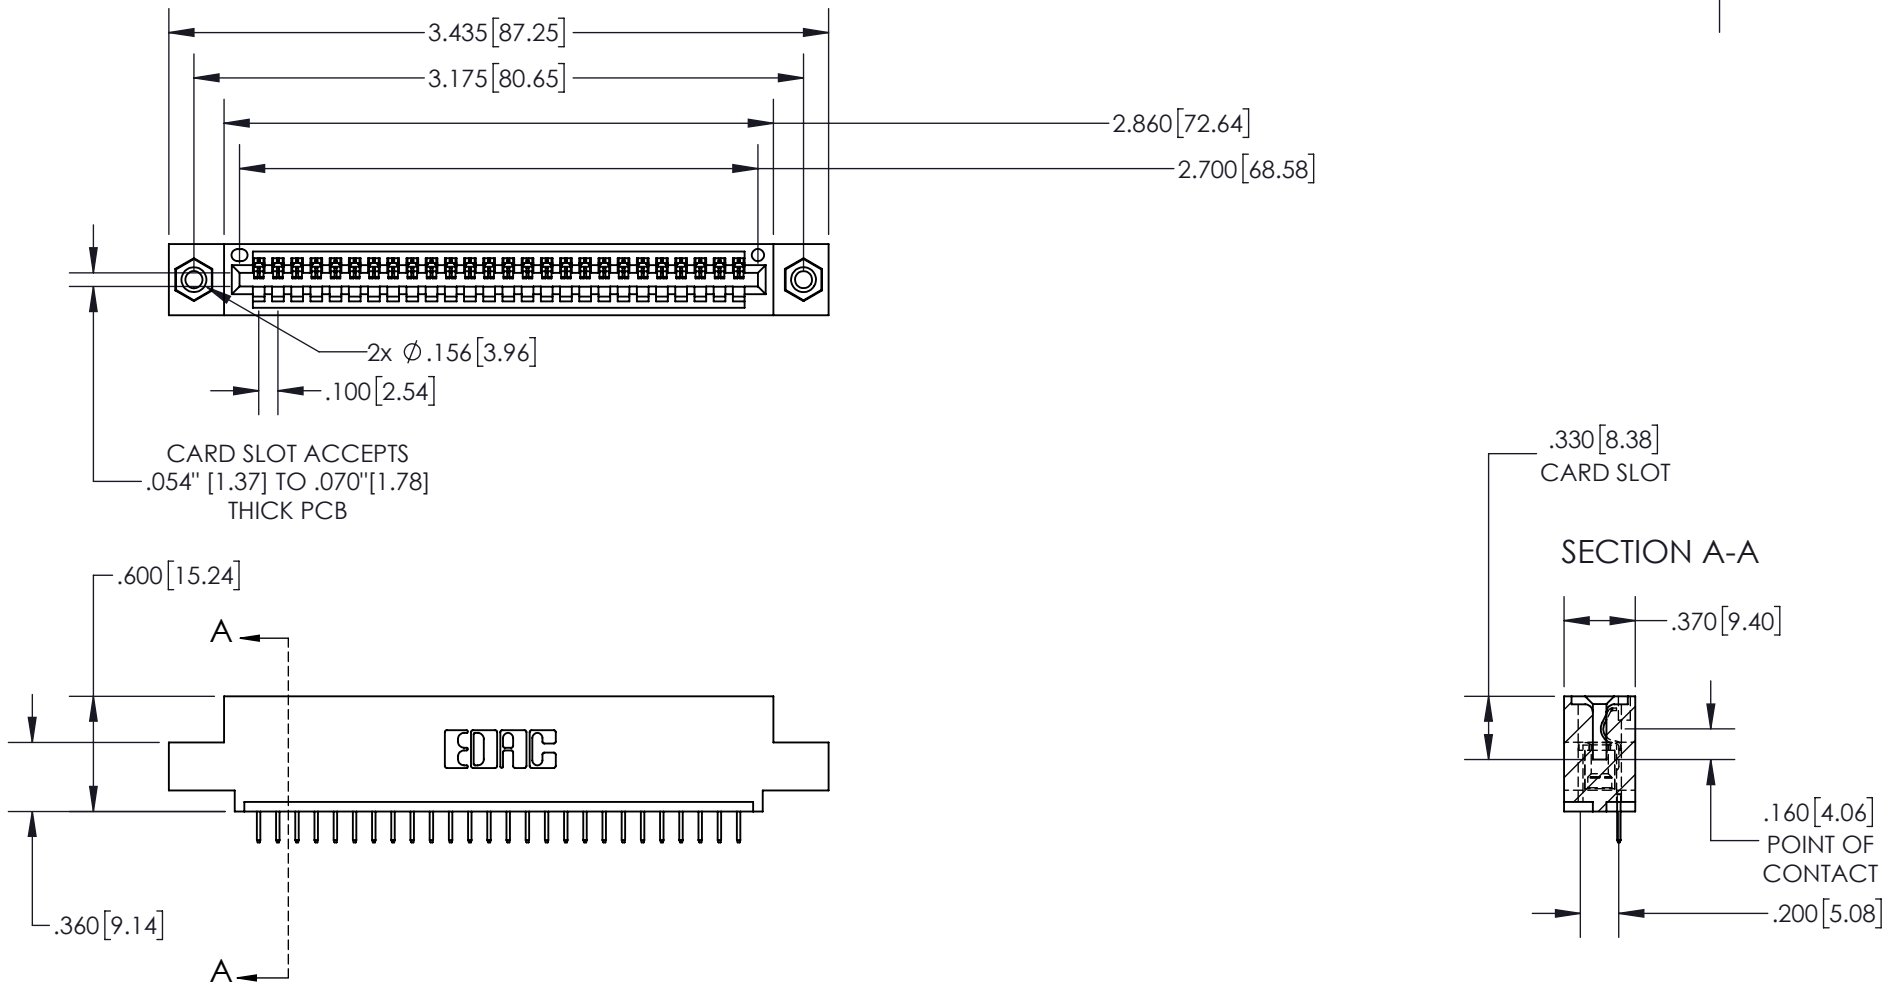 3.435[87.25]
3.175[80.65]
2.860[72.64]
2.700[68.58]
2x ⌀.156[3.96]
.100[2.54]
CARD SLOT ACCEPTS
.054" [1.37] TO .070"[1.78]
THICK PCB
.330[8.38]
CARD SLOT
SECTION A-A
.600[15.24]
.370[9.40]
A
EDAC
.160[4.06]
POINT OF
CONTACT
.200[5.08]
.360[9.14]
A